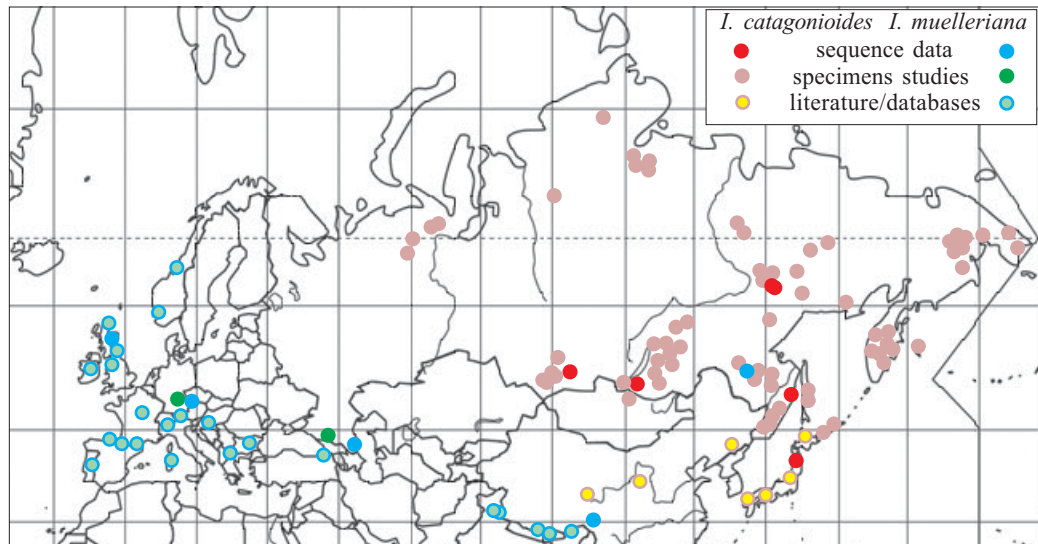 I. catagonioides I. muelleriana
sequence data
specimens studies
literature/databases